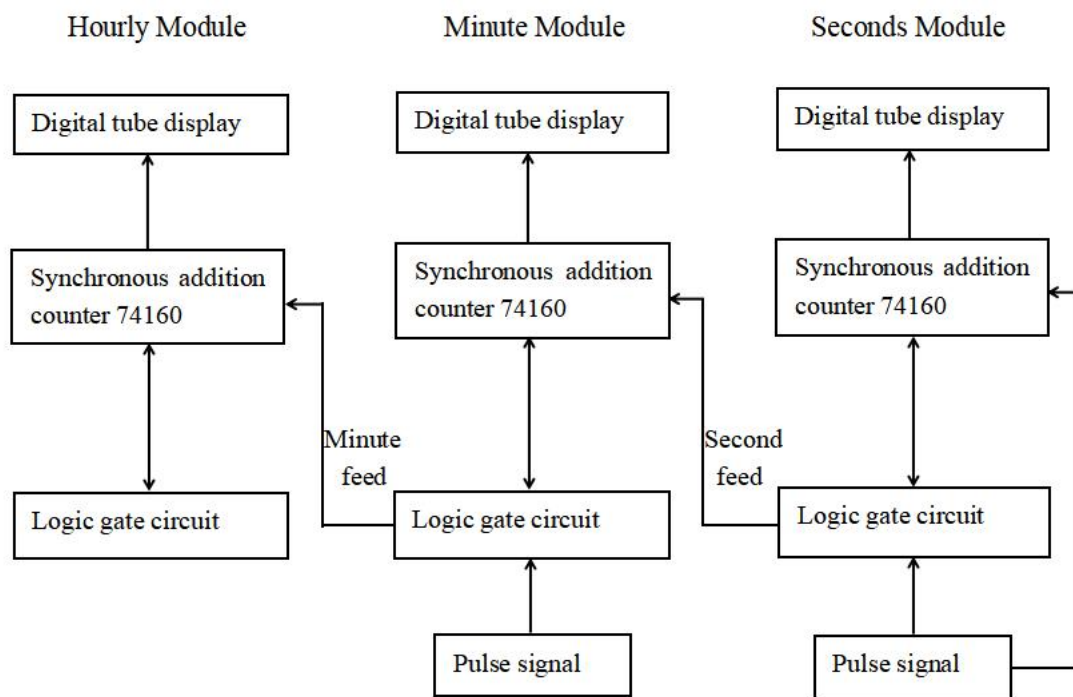 Hourly Module
Minute Module
Seconds Module
Digital tube display
Digital tube display
Digital tube display
Synchronous addition
counter 74160
Synchronous addition
counter 74160
Synchronous addition
counter 74160
Minute
feed
Second
feed
Logic gate circuit
Logic gate circuit
Logic gate circuit
Pulse signal
Pulse signal